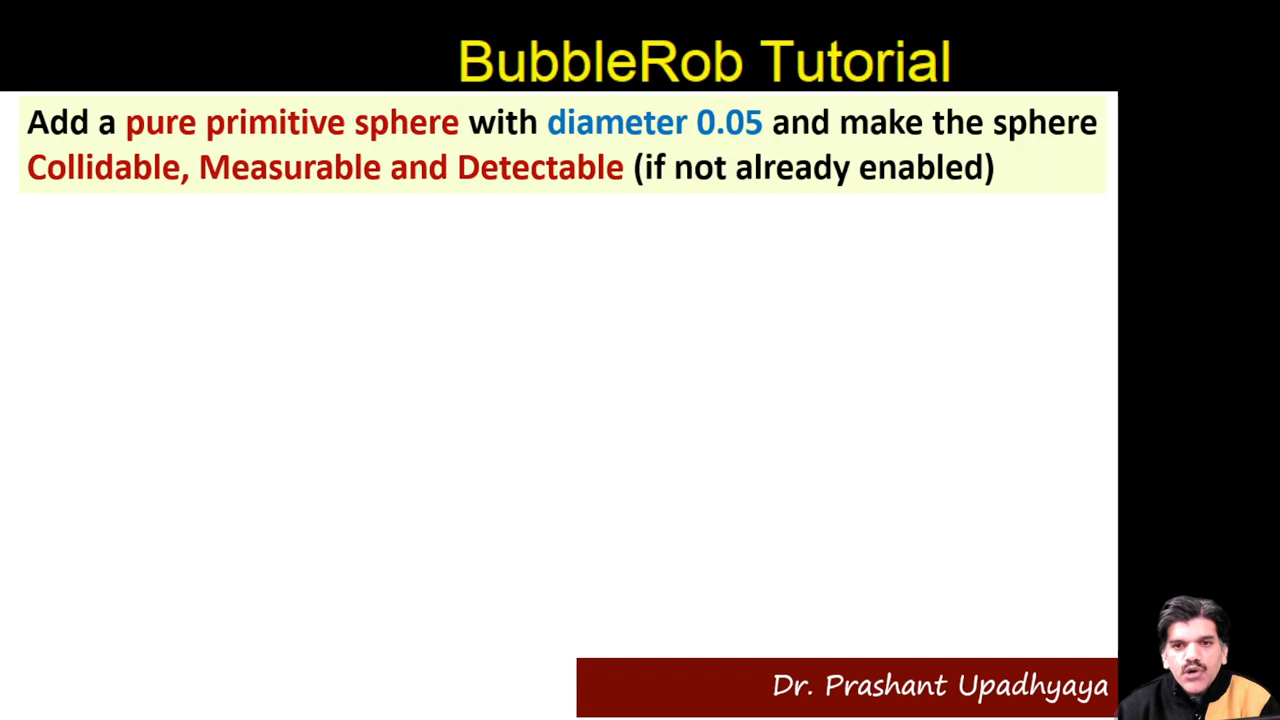 BubbleRob Tutorial
Add a pure primitive sphere with diameter 0.05 and make the sphere
Collidable, Measurable and Detectable (if not already enabled)
Dr. Prashant Upadhyaya